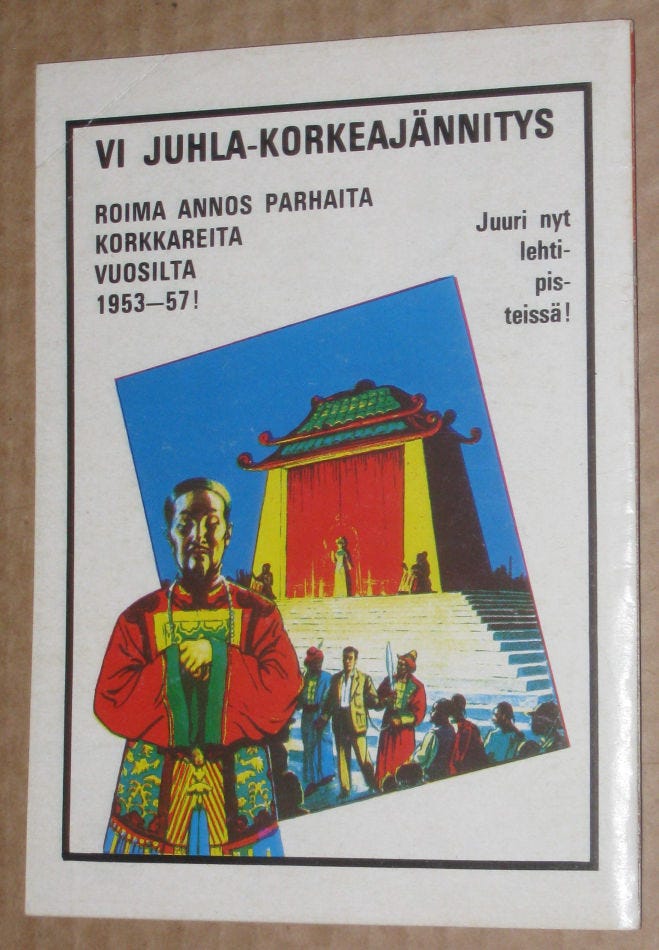 VI JUHLA-KORKEAJÄNNITYS
ROIMA ANNOS PARHAITA
KORKKAREITA
VUOSILTA
1953—57!
Juuri nyt
lehti-
pis-
teissä!